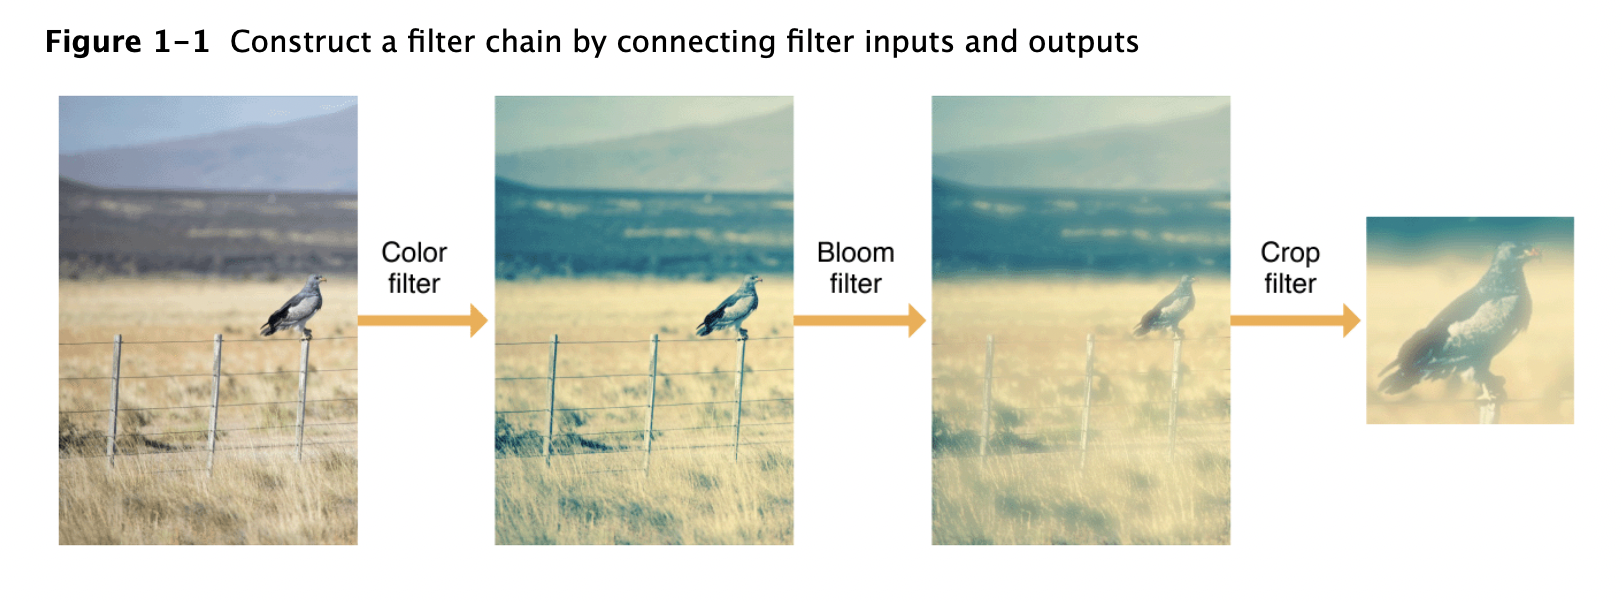 Figure 1-1 Construct a filter chain by connecting filter inputs and outputs
Color
filter
Bloom
filter
Crop
filter